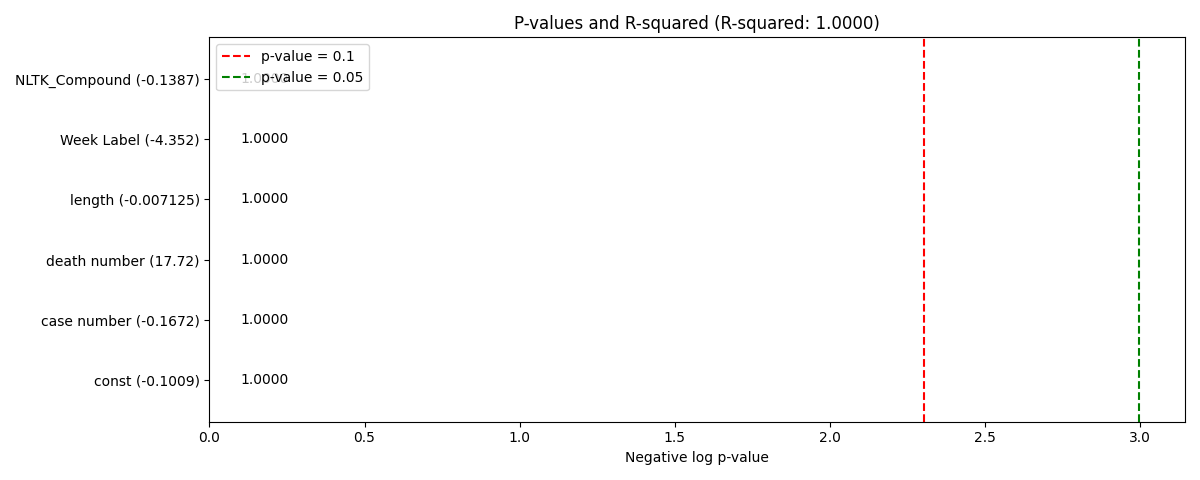 P-values and R-squared (R-squared: 1.0000)
p-value = 0.1
p-value = 0.05
NLTK_Compound (-0.1387)
Week Label (-4.352) 1.0000
length (-0.007125) 1.0000
death number (17.72) 1.0000
case number (-0.1672) 1.0000
const (-0.1009) 1.0000
0.0 0.5 1.0 1.5 2.0 2.5 3.0
Negative log p-value